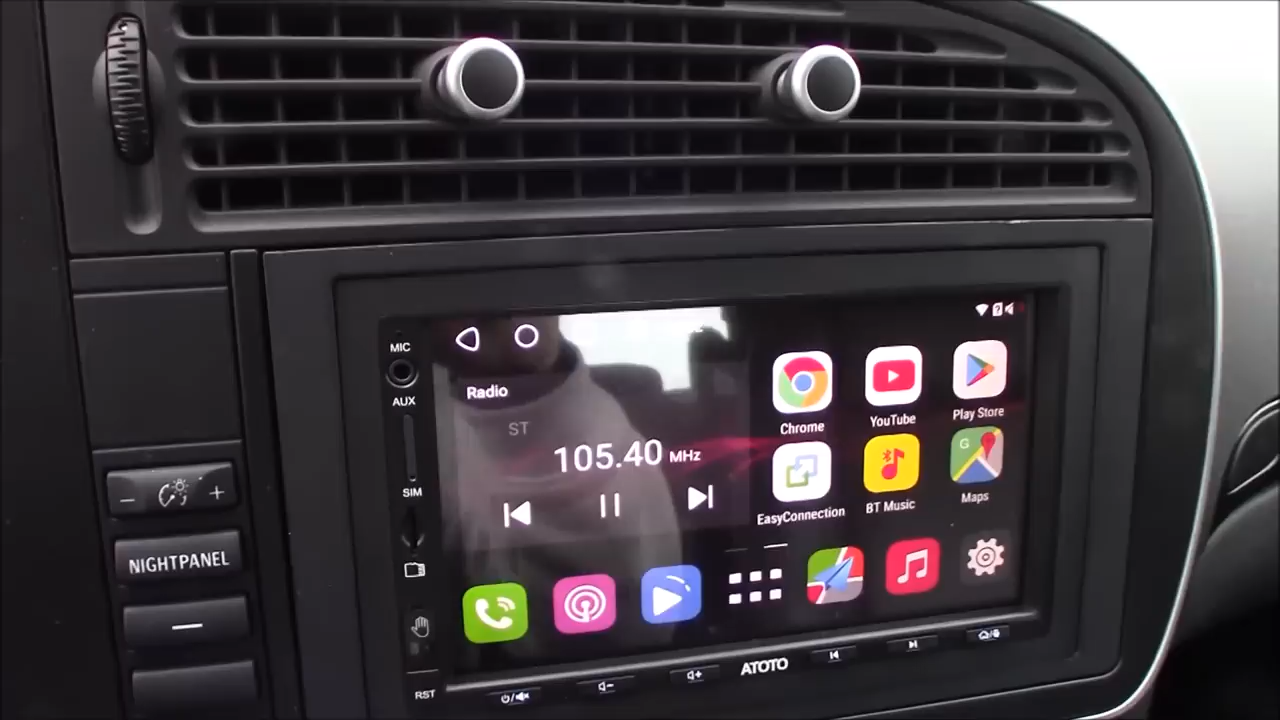 MIC
AUX
SIM
RST
NIGHTPANEL
Radio
ST
105.40 MHz
Chrome
YouTube
Play Store
EasyConnection
BT Music
Maps
G
ATOTO